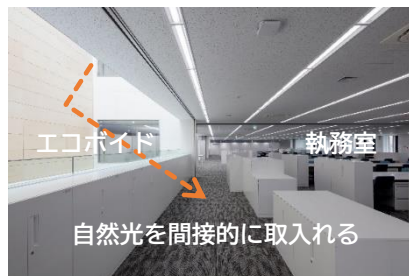 エコボイド
執務室
自然光を間接的に取入れる